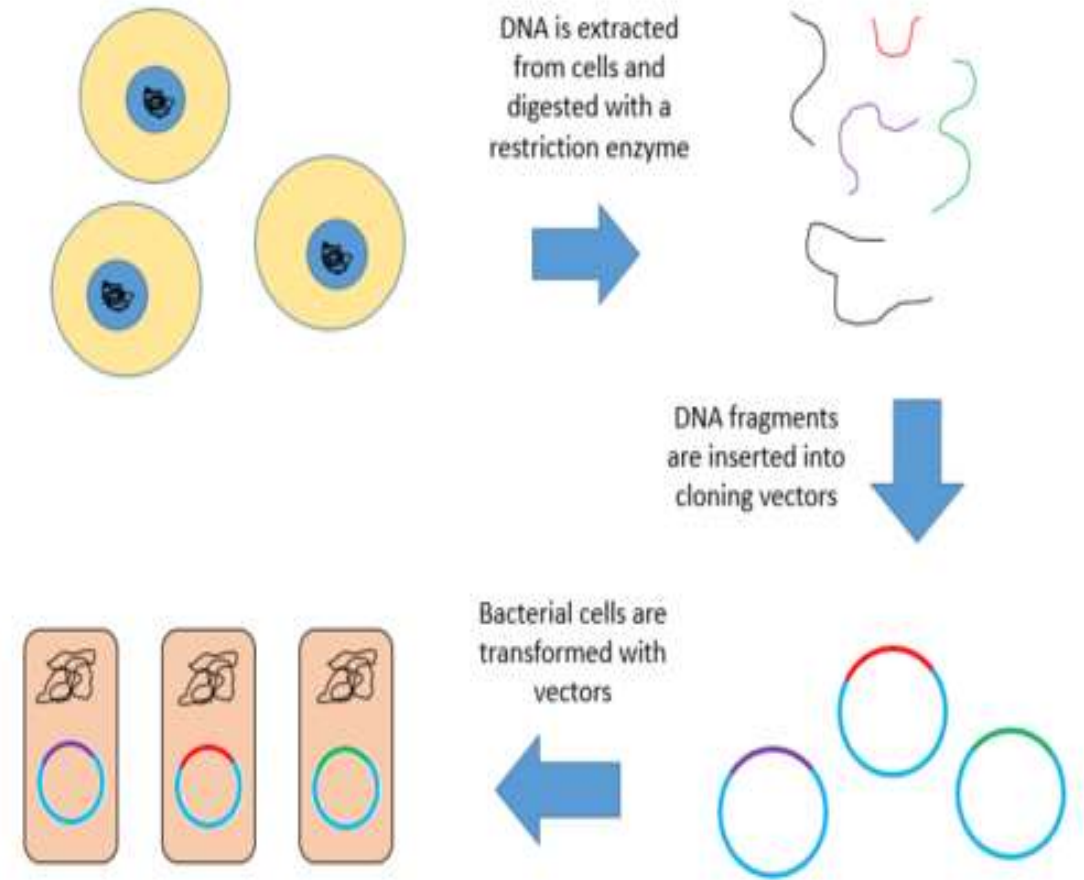 DNA is extracted
from cells and
digested with a
restriction enzyme
DNA fragments
are inserted into
cloning vectors
Bacterial cells are
transformed with
vectors